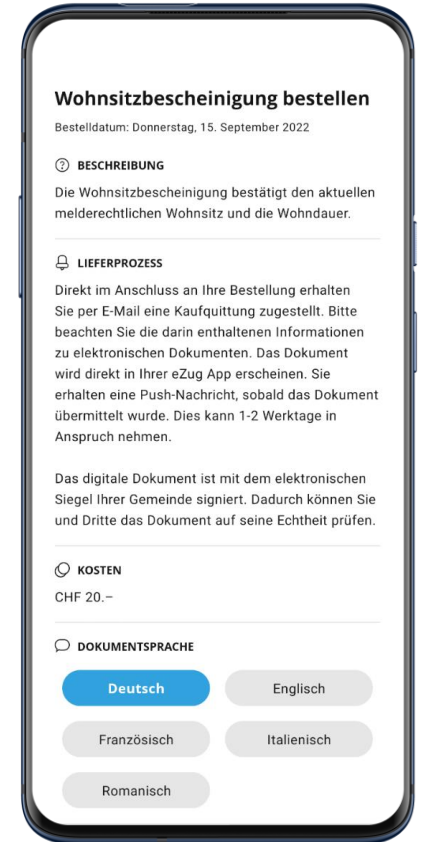 Wohnsitzbescheinigung bestellen
Bestelldatum: Donnerstag, 15. September 2022
BESCHREIBUNG
Die Wohnsitzbescheinigung bestätigt den aktuellen
melderechtlichen Wohnsitz und die Wohndauer.
LIEFERPROZESS
Direkt im Anschluss an Ihre Bestellung erhalten
Sie per E-Mail eine Kaufquittung zugestellt. Bitte
beachten Sie die darin enthaltenen Informationen
zu elektronischen Dokumenten. Das Dokument
wird direkt in Ihrer eZug App erscheinen. Sie
erhalten eine Push-Nachricht, sobald das Dokument
übermittelt wurde. Dies kann 1-2 Werktage in
Anspruch nehmen.
Das digitale Dokument ist mit dem elektronischen
Siegel Ihrer Gemeinde signiert. Dadurch können Sie
und Dritte das Dokument auf seine Echtheit prüfen.
KOSTEN
CHF 20.–
DOKUMENTSPRACHE
Deutsch Englisch
Französisch Italienisch
Romanisch